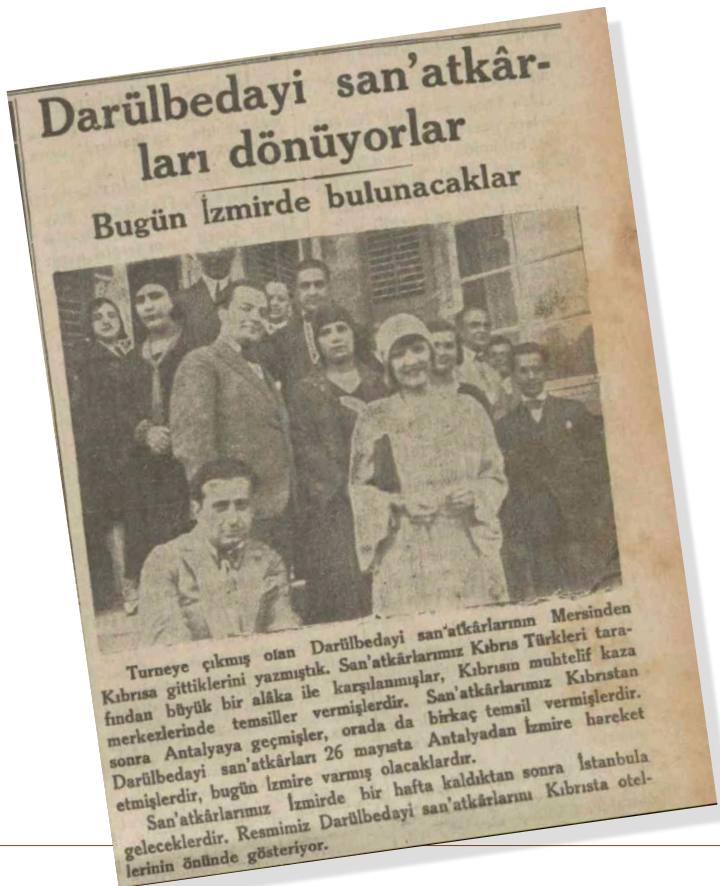 Darülbedayi san'atkâr-
ları dönüyorlar
Bugün İzmirde bulunacaklar
Turneye çıkmış olan Darülbedayi san'atkârlarının Mersinden
Kıbrısa gittiklerini yazmıştık. San'atkârlarımız Kıbrıs Türkleri tara-
fından büyük bir alâka ile karşılanmışlar, Kıbrısın muhtelif kaza
merkezlerinde temsiller vermişlerdir. San'atkârlarımız Kıbrıstan
sonra Antalyaya geçmişler, orada da birkaç temsil vermişlerdir.
Darülbedayi san'atkârları 26 mayısta Antalyadan İzmire hareket
etmişlerdir, bugün İzmire varmış olacaklardır.
San'atkârlarımız İzmirde bir hafta kaldıktan sonra İstanbula
geleceklerdir. Resmimiz Darülbedayi san'atkârlarını Kıbrısta otel-
lerinin önünde gösteriyor.